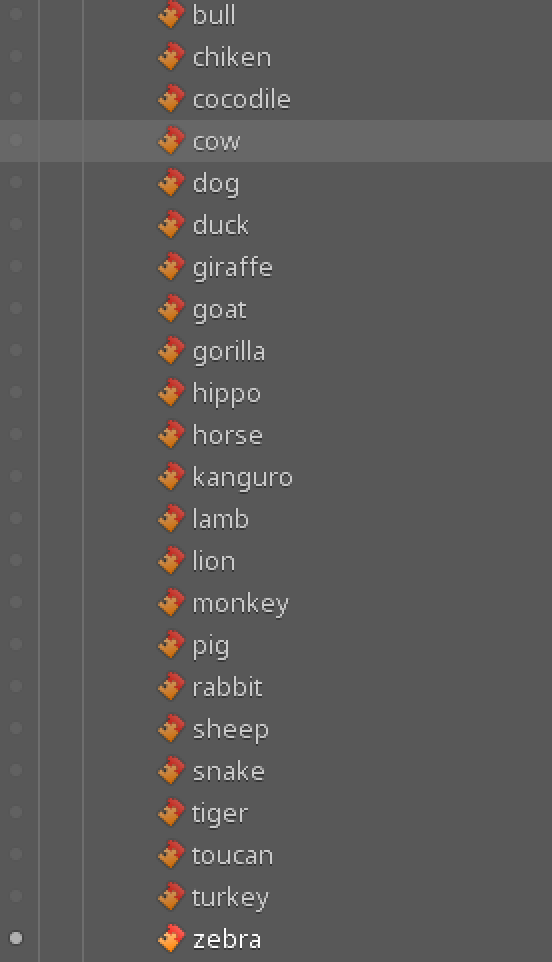 bull
chiken
cocodile
cow
dog
duck
giraffe
goat
gorilla
hippo
horse
kanguro
lamb
lion
monkey
pig
rabbit
sheep
snake
tiger
toucan
turkey
zebra